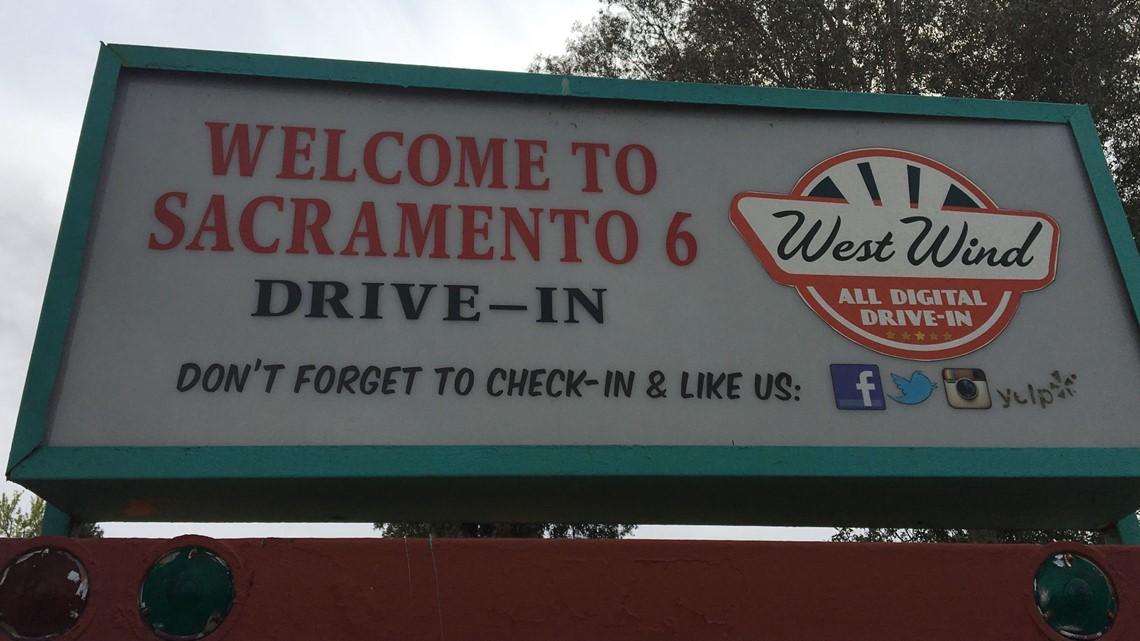 WELCOME TO
SACRAMENTO 6
DRIVE-IN
West Wind
ALL DIGITAL
DRIVE-IN
DON'T FORGET TO CHECK-IN & LIKE US:
f
yelp